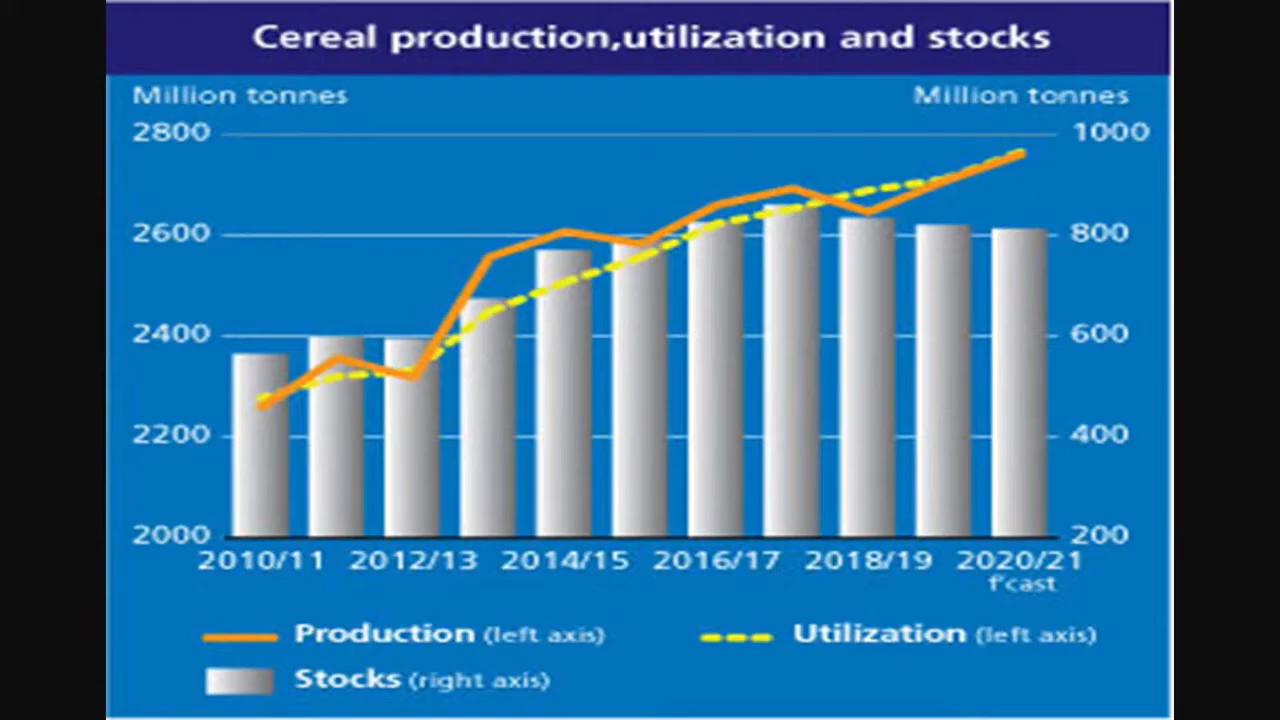 Cereal production,utilization and stocks
Million tonnes Million tonnes
2800 1000
2600 800
2400 600
2200 400
2000 200
2010/11 2012/13 2014/15 2016/17 2018/19 2020/21
f'cast
Production (left axis) Utilization (left axis)
Stocks (right axis)